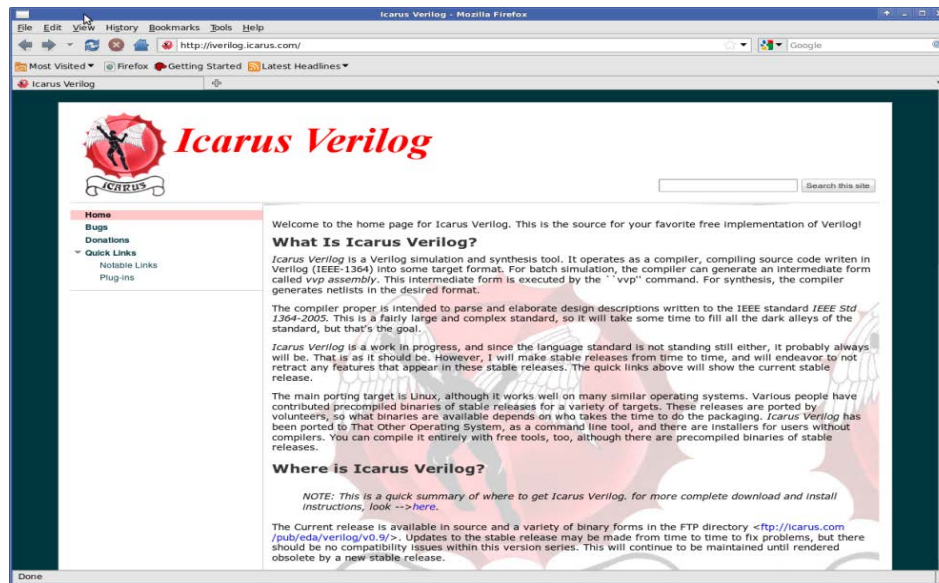 Icarus Verilog - Mozilla Firefox
File Edit View History Bookmarks Tools Help
http://iverilog.icarus.com/
Google
Most Visited Firefox Getting Started Latest Headlines
Icarus Verilog
Icarus Verilog
ICARUS
Search this site
Home
Bugs
Donations
Quick Links
Notable Links
Plug-ins
Welcome to the home page for Icarus Verilog. This is the source for your favorite free implementation of Verilog!
What Is Icarus Verilog?
Icarus Verilog is a Verilog simulation and synthesis tool. It operates as a compiler, compiling source code writen in
Verilog (IEEE-1364) into some target format. For batch simulation, the compiler can generate an intermediate form
called vvp assembly. This intermediate form is executed by the ``vvp'' command. For synthesis, the compiler
generates netlists in the desired format.
The compiler proper is intended to parse and elaborate design descriptions written to the IEEE standard IEEE Std
1364-2005. This is a fairly large and complex standard, so it will take some time to fill all the dark alleys of the
standard, but that's the goal.
Icarus Verilog is a work in progress, and since the language standard is not standing still either, it probably always
will be. That is as it should be. However, I will make stable releases from time to time, and will endeavor to not
retract any features that appear in these stable releases. The quick links above will show the current stable
release.
The main porting target is Linux, although it works well on many similar operating systems. Various people have
contributed precompiled binaries of stable releases for a variety of targets. These releases are ported by
volunteers, so what binaries are available depends on who takes the time to do the packaging. Icarus Verilog has
been ported to That Other Operating System, as a command line tool, and there are installers for users without
compilers. You can compile it entirely with free tools, too, although there are precompiled binaries of stable
releases.
Where is Icarus Verilog?
NOTE: This is a quick summary of where to get Icarus Verilog. for more complete download and install
instructions, look -->here.
The Current release is available in source and a variety of binary forms in the FTP directory <ftp://icarus.com
/pub/eda/verilog/v0.9/>. Updates to the stable release may be made from time to time to fix problems, but there
should be no compatibility issues within this version series. This will continue to be maintained until rendered
obsolete by a new stable release.
Done